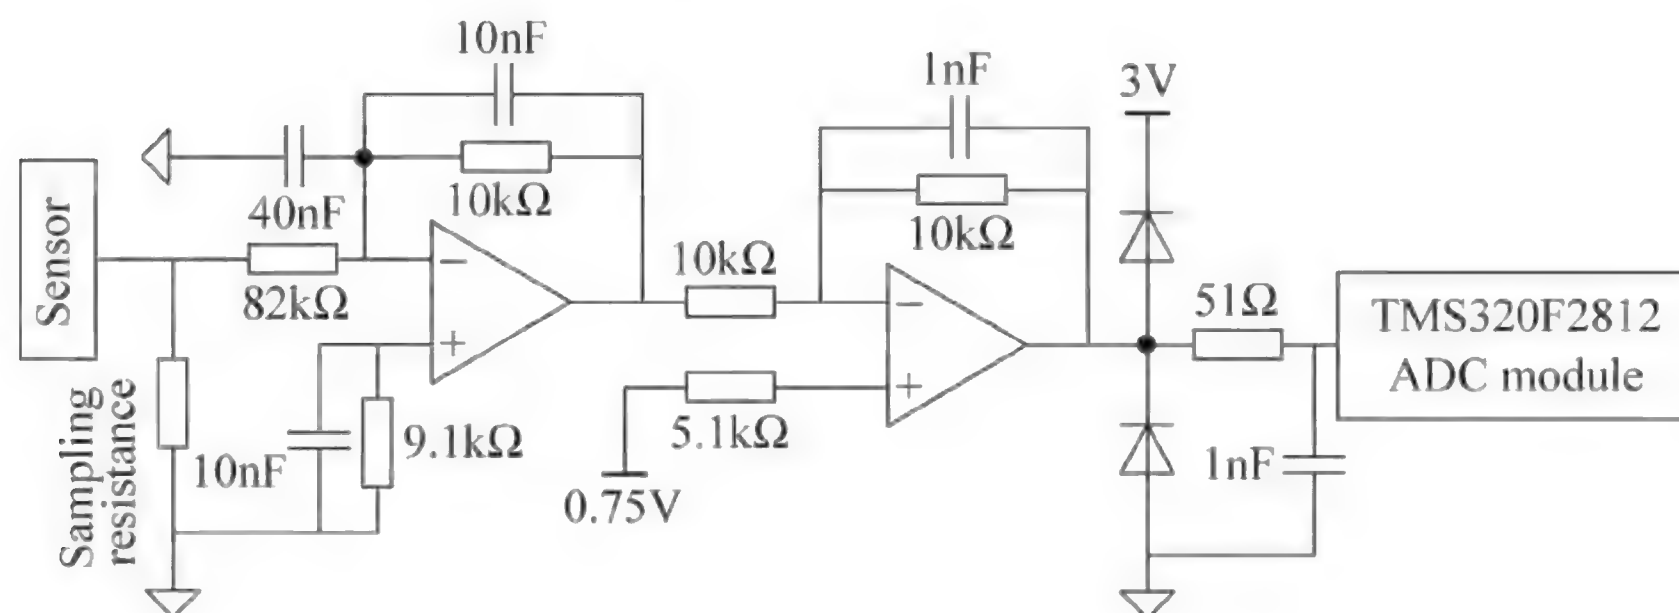 10nF
1nF
3V
40nF
10kΩ
10kΩ
Sensor
82kΩ
−
10kΩ
−
51Ω
TMS320F2812
ADC module
+
+
Sampling
resistance
10nF
9.1kΩ
5.1kΩ
1nF
0.75V